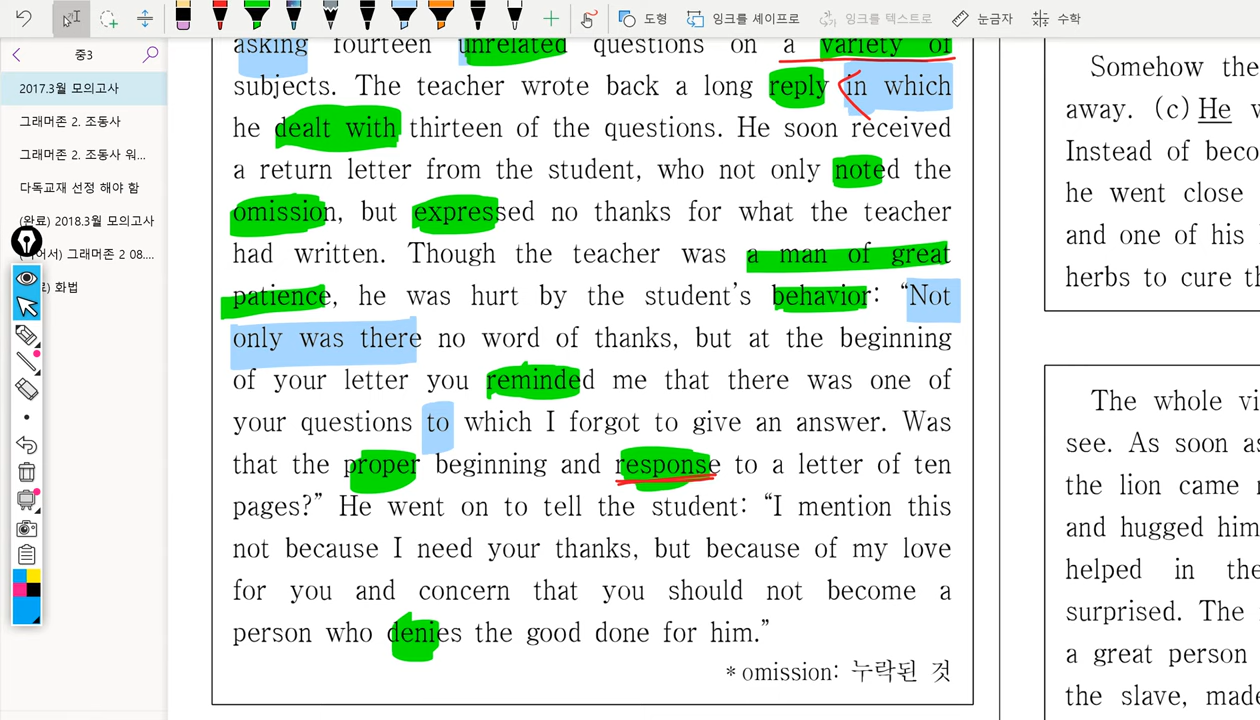 도형
잉크를 셰이프로
잉크를 텍스트로
눈금자
수학
중3
2017.3월 모의고사
그래머존 2. 조동사
그래머존 2. 조동사 워...
다독교재 선정 해야 함
(완료) 2018.3월 모의고사
어서) 그래머존 2 08....
화법
asking fourteen unrelated questions on a variety of
subjects. The teacher wrote back a long reply in which
he dealt with thirteen of the questions. He soon received
a return letter from the student, who not only noted the
omission, but expressed no thanks for what the teacher
had written. Though the teacher was a man of great
patience, he was hurt by the student's behavior: “Not
only was there no word of thanks, but at the beginning
of your letter you reminded me that there was one of
your questions to which I forgot to give an answer. Was
that the proper beginning and response to a letter of ten
pages?” He went on to tell the student: “I mention this
not because I need your thanks, but because of my love
for you and concern that you should not become a
person who denies the good done for him.”
* omission: 누락된 것
Somehow the
away. (c) He
Instead of beco
he went close
and one of his
herbs to cure th
The whole vi
see. As soon as
the lion came
and hugged him
helped in the
surprised. The
a great person
the slave, made